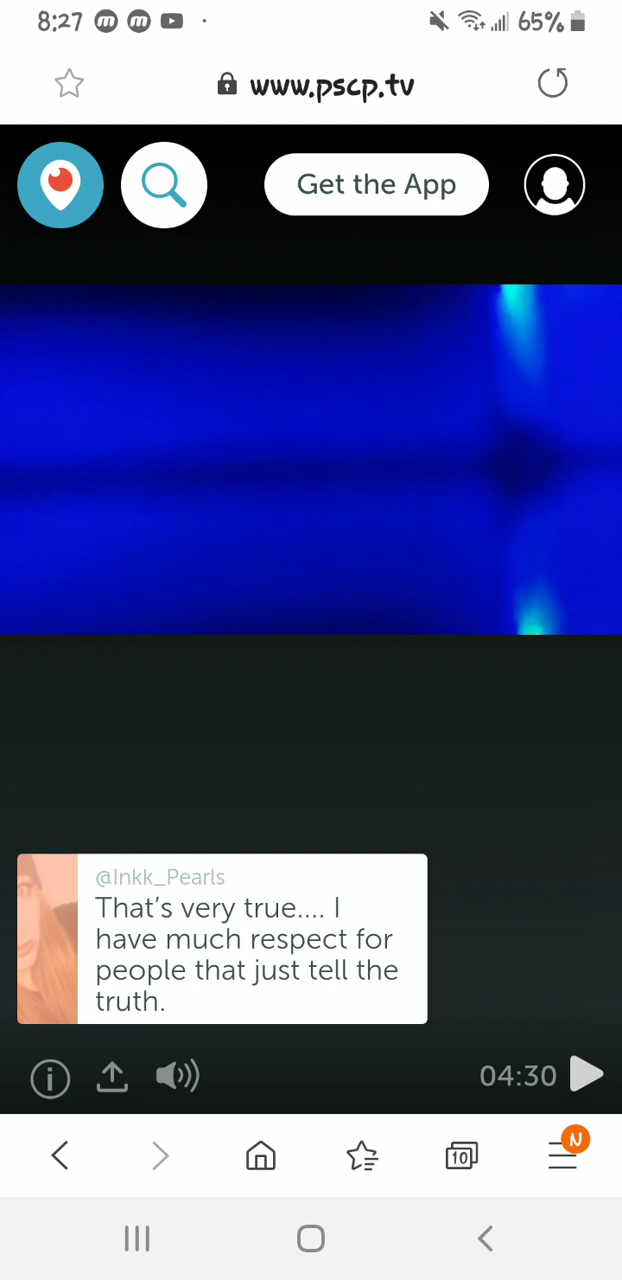 8:27 m m 65%
www.pscp.tv
Get the App
@Inkk_Pearls
That's very true.... I
have much respect for
people that just tell the
truth.
04:30
10 N